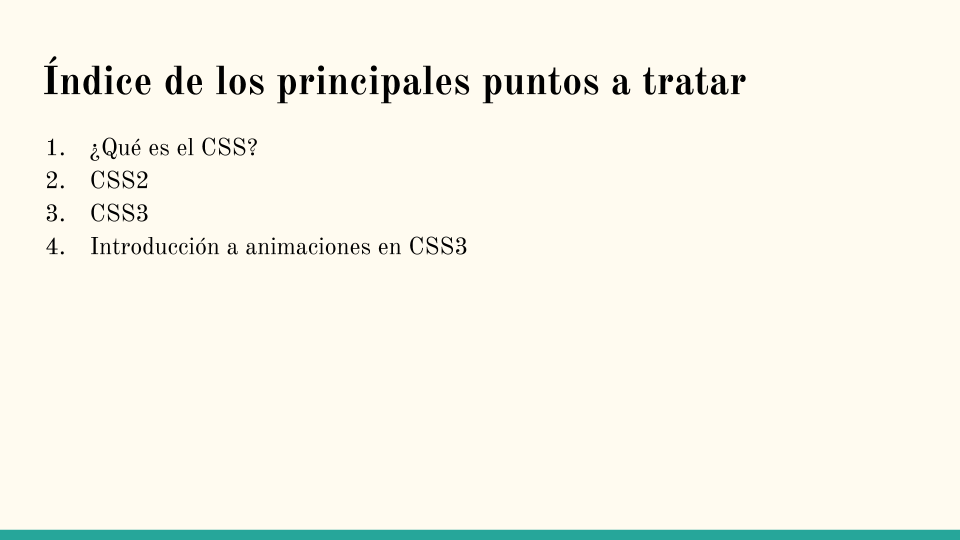 Índice de los principales puntos a tratar
1. ¿Qué es el CSS?
2. CSS2
3. CSS3
4. Introducción a animaciones en CSS3